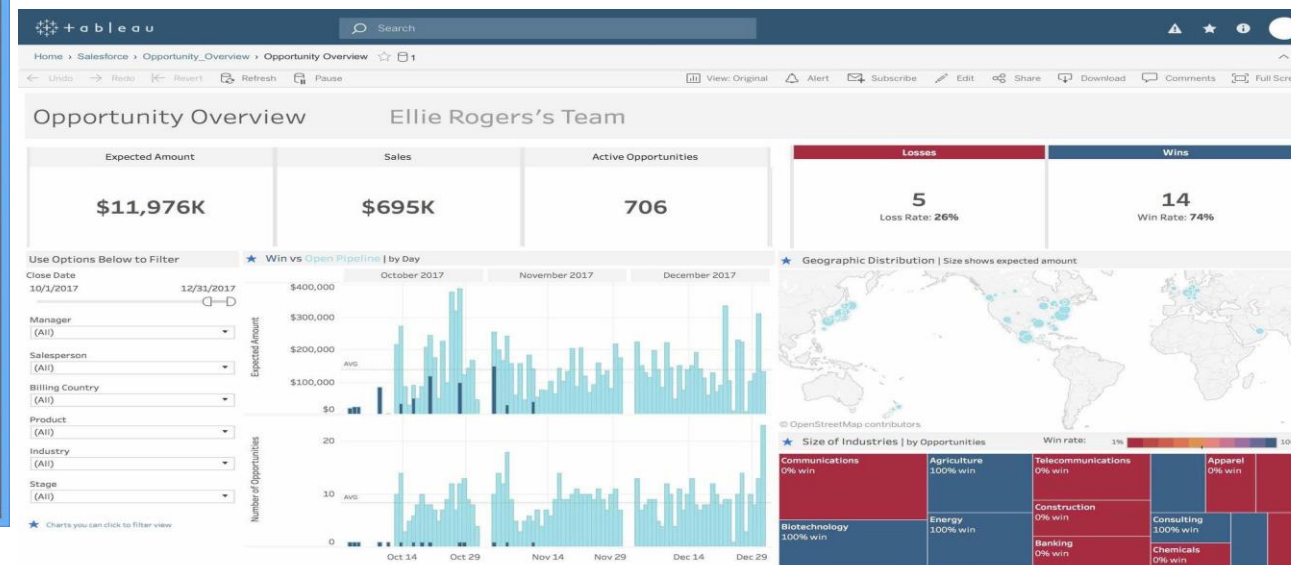 + a b | e a u
Search
Home › Salesforce › Opportunity_Overview › Opportunity Overview 1
Undo Redo Revert Refresh Pause View: Original Alert Subscribe Edit Share Download Comments Full Scre
Opportunity Overview Ellie Rogers's Team
Expected Amount
$11,976K
Sales
$695K
Active Opportunities
706
Losses
5
Loss Rate: 26%
Wins
14
Win Rate: 74%
Use Options Below to Filter
Close Date
10/1/2017 12/31/2017
Manager
(All)
Salesperson
(All)
Billing Country
(All)
Product
(All)
Industry
(All)
Stage
(All)
Charts you can click to filter view
Win vs Open Pipeline | by Day
October 2017 November 2017 December 2017
Expected Amount
$400,000
$300,000
$200,000
AVG
$100,000
$0
Number of Opportunities
20
10 AVG
0
Oct 14 Oct 29 Nov 14 Nov 29 Dec 14 Dec 29
Geographic Distribution | Size shows expected amount
© OpenStreetMap contributors
Size of Industries | by Opportunities Win rate: 1% 10
Communications
0% win
Biotechnology
100% win
Agriculture
100% win
Energy
100% win
Telecommunications
0% win
Construction
0% win
Banking
0% win
Apparel
0% win
Consulting
100% win
Chemicals
0% win